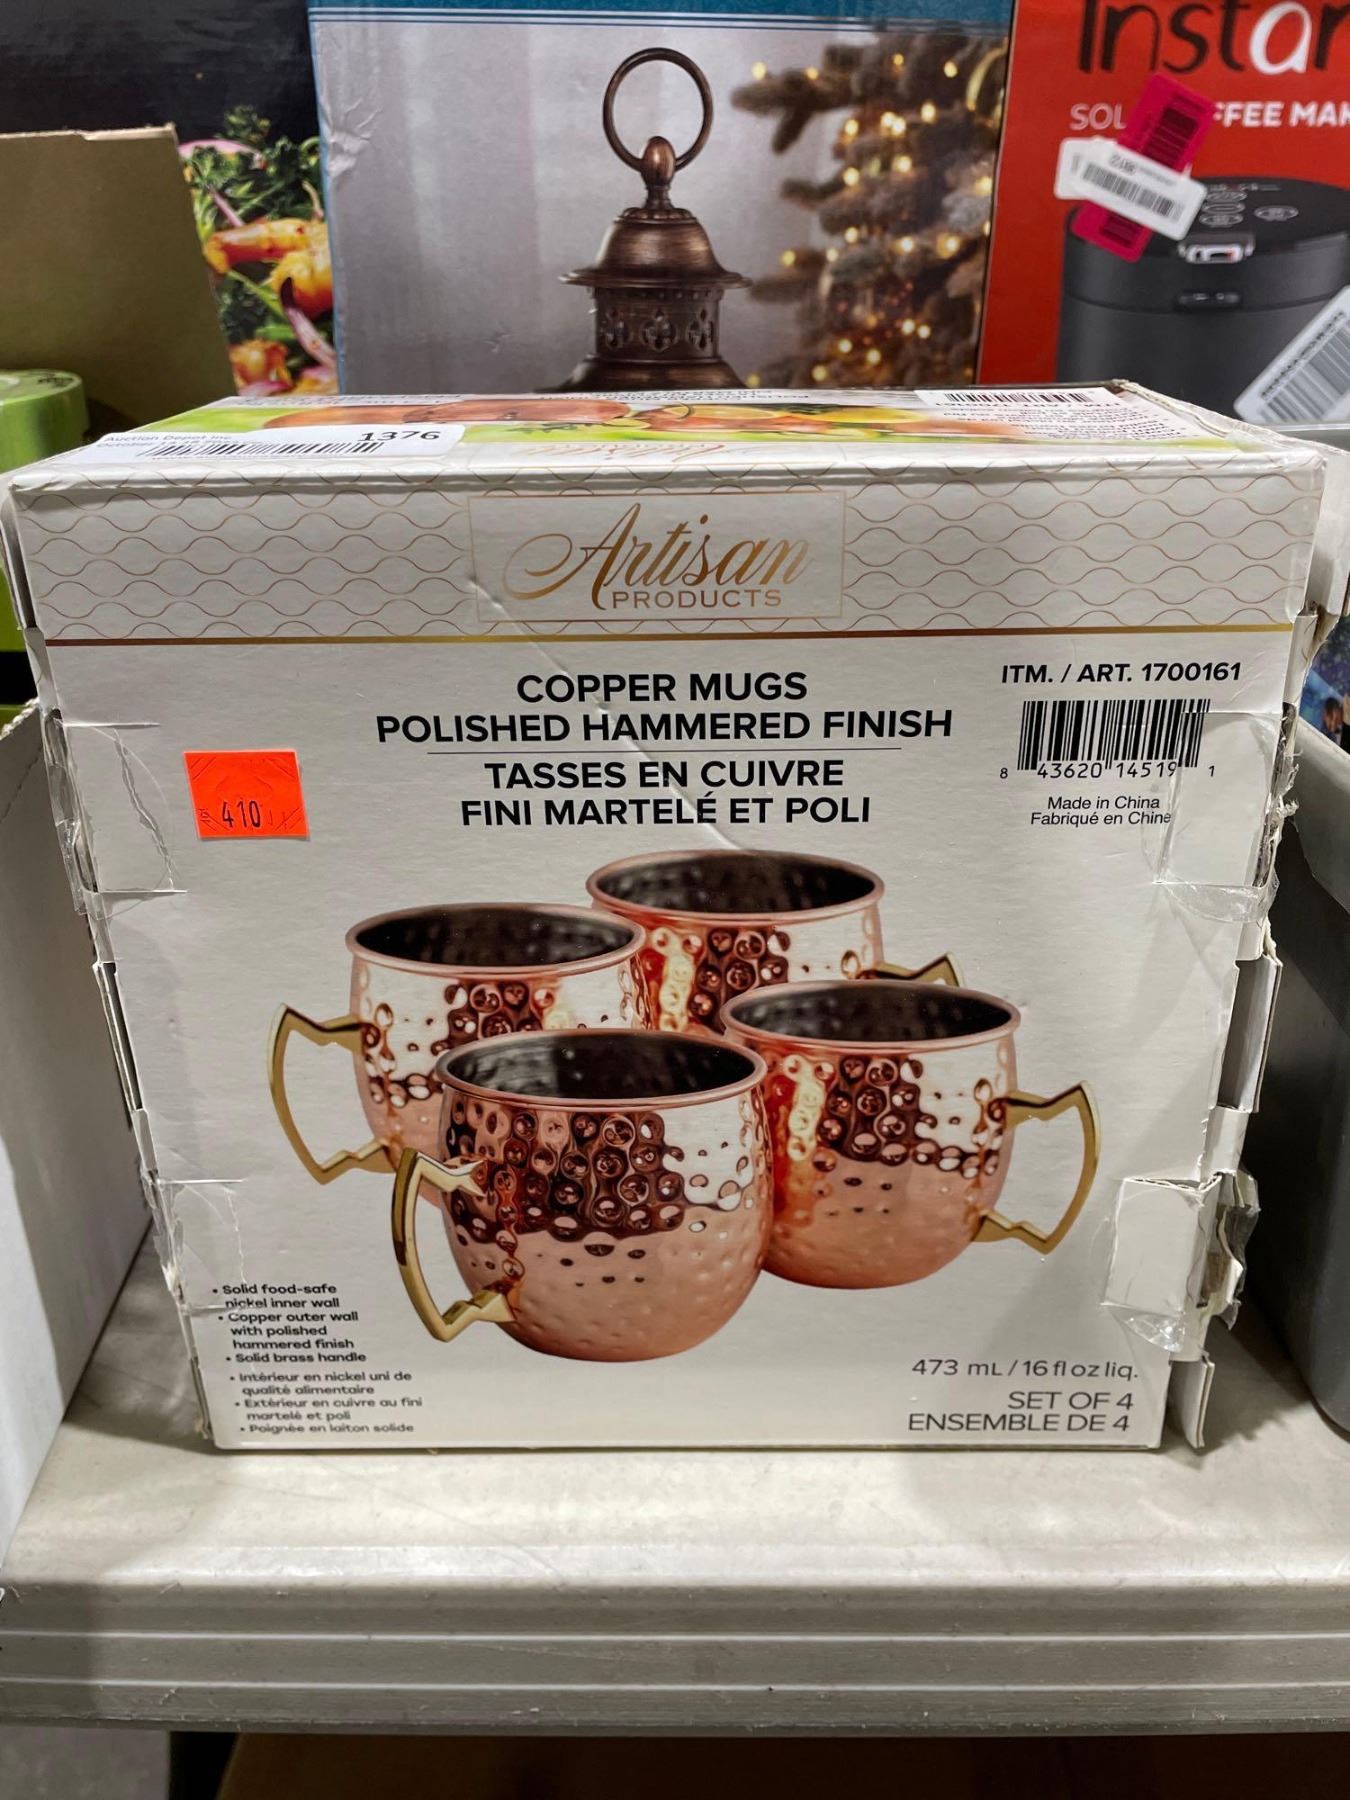 Instan
SOL FFEE MAK
Auction Depot Inc
1376
Artisan
PRODUCTS
COPPER MUGS
POLISHED HAMMERED FINISH
TASSES EN CUIVRE
FINI MARTELÉ ET POLI
ITM. / ART. 1700161
8 43620 14519 1
Made in China
Fabriqué en Chine
410
• Solid food-safe
nickel inner wall
• Copper outer wall
with polished
hammered finish
• Solid brass handle
• Intérieur en nickel uni de
qualité alimentaire
• Extérieur en cuivre au fini
martelé et poli
• Poignée en laiton solide
473 mL / 16 fl oz liq.
SET OF 4
ENSEMBLE DE 4